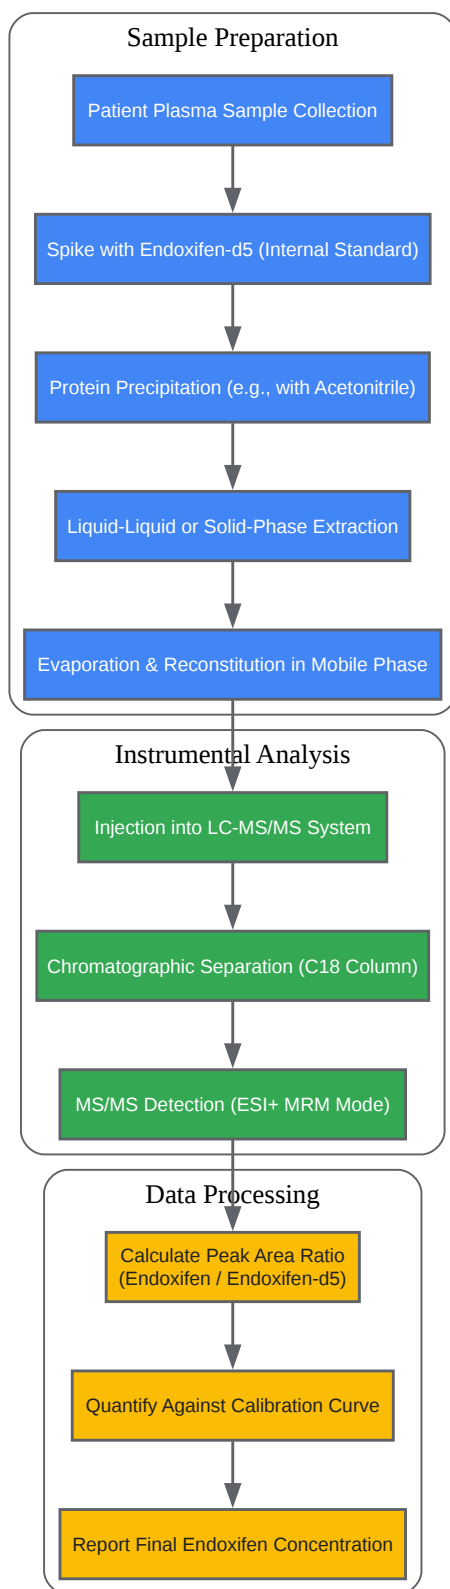 Sample Preparation
Patient Plasma Sample Collection
Spike with Endoxifen-d5 (Internal Standard)
Protein Precipitation (e.g., with Acetonitrile)
Liquid-Liquid or Solid-Phase Extraction
Evaporation & Reconstitution in Mobile Phase
Instrumental Analysis
Injection into LC-MS/MS System
Chromatographic Separation (C18 Column)
MS/MS Detection (ESI+ MRM Mode)
Data Processing
Calculate Peak Area Ratio
(Endoxifen / Endoxifen-d5)
Quantify Against Calibration Curve
Report Final Endoxifen Concentration